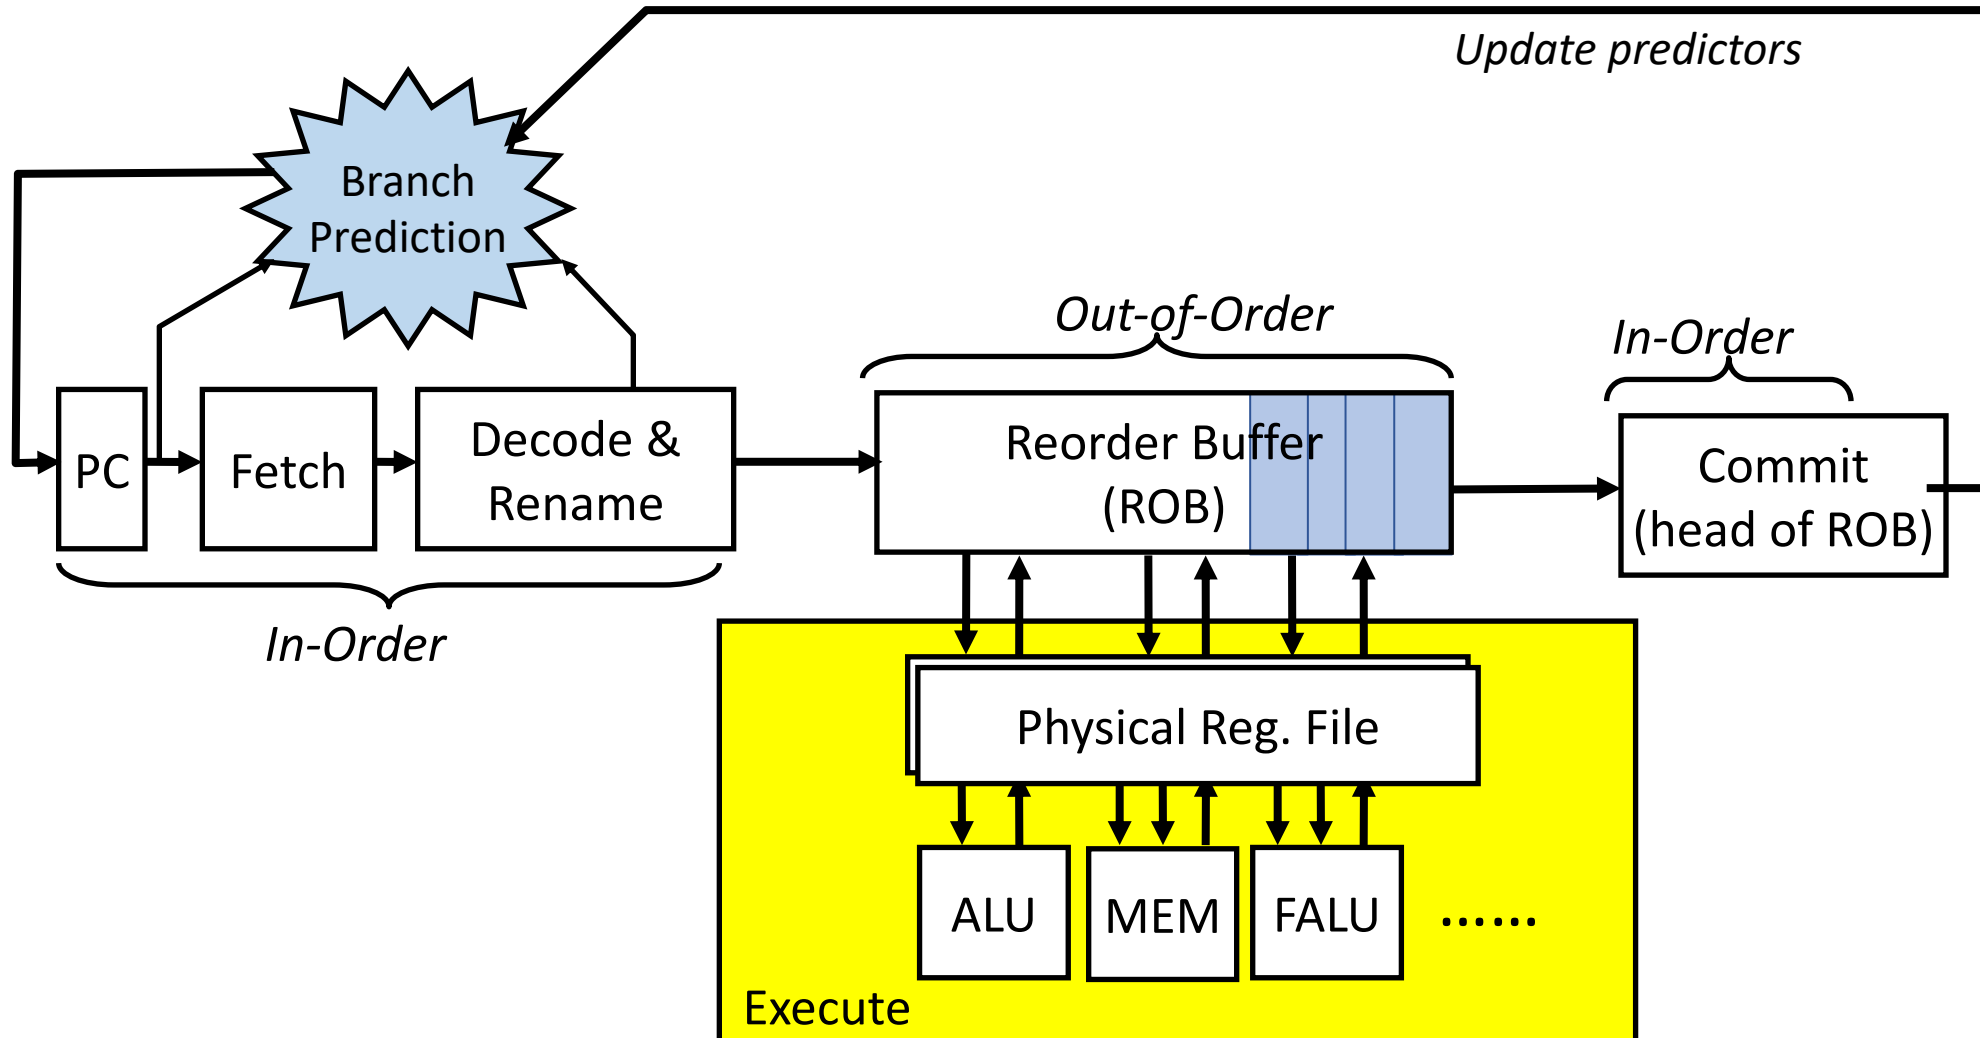 Update predictors
Branch
Prediction
Out-of-Order
In-Order
PC
Fetch
Decode &
Rename
Reorder Buffer
(ROB)
Commit
(head of ROB)
In-Order
Physical Reg. File
ALU
MEM
FALU
......
Execute